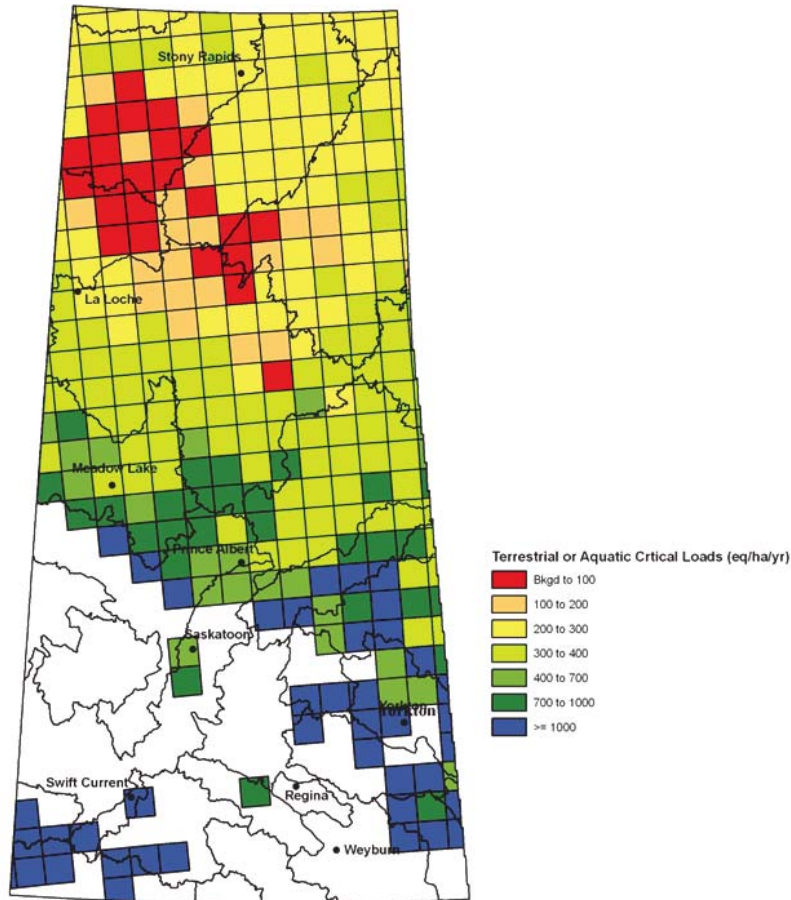 Stony Rapids
La Loche
Meadow Lake
Prince Albert
Saskatoon
Yorkton
Yorkton
Swift Current
Regina
Weyburn
Terrestrial or Aquatic Crtical Loads (eq/ha/yr)
Bkgd to 100
100 to 200
200 to 300
300 to 400
400 to 700
700 to 1000
>= 1000